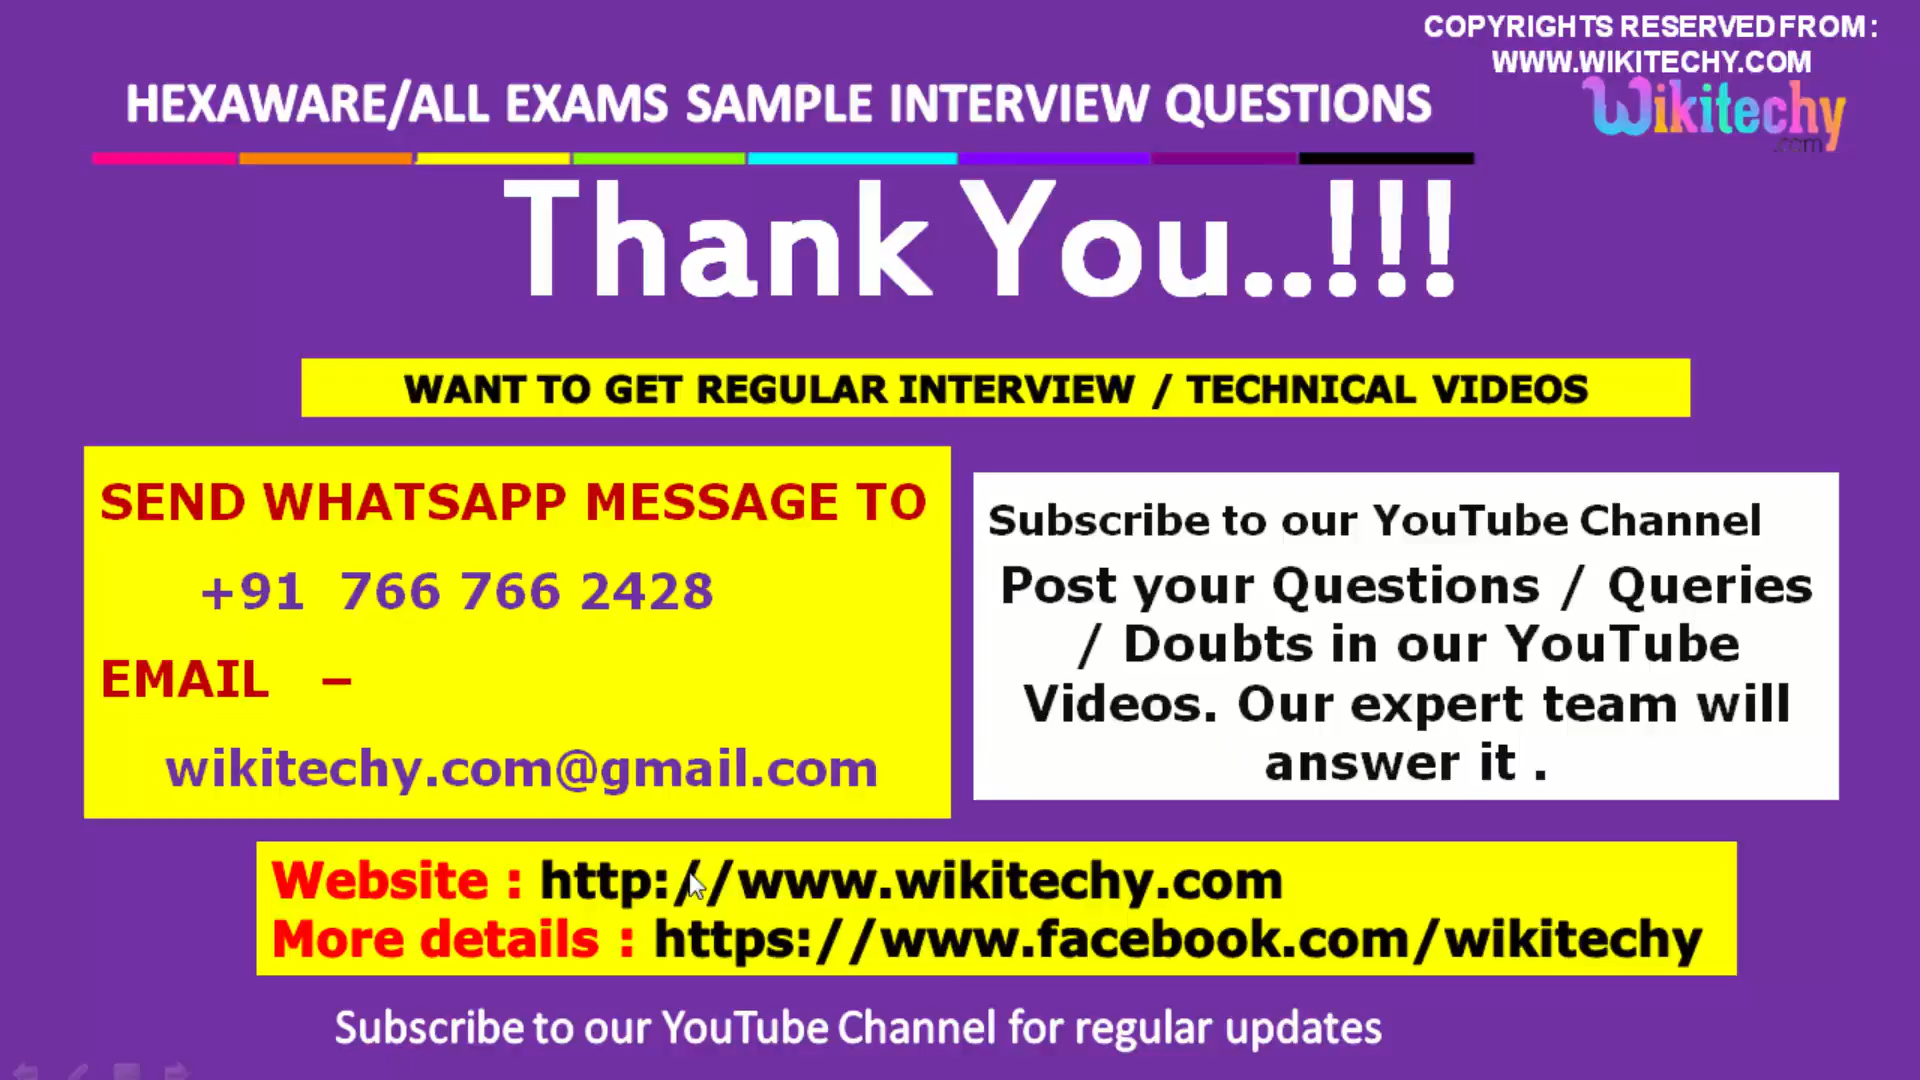 COPYRIGHTS RESERVED FROM :
WWW.WIKITECHY.COM
Wikitechy
.com
HEXAWARE/ALL EXAMS SAMPLE INTERVIEW QUESTIONS
Thank You..!!!
WANT TO GET REGULAR INTERVIEW / TECHNICAL VIDEOS
SEND WHATSAPP MESSAGE TO
+91 766 766 2428
EMAIL –
wikitechy.com@gmail.com
Subscribe to our YouTube Channel
Post your Questions / Queries
/ Doubts in our YouTube
Videos. Our expert team will
answer it .
Website : http://www.wikitechy.com
More details : https://www.facebook.com/wikitechy
Subscribe to our YouTube Channel for regular updates